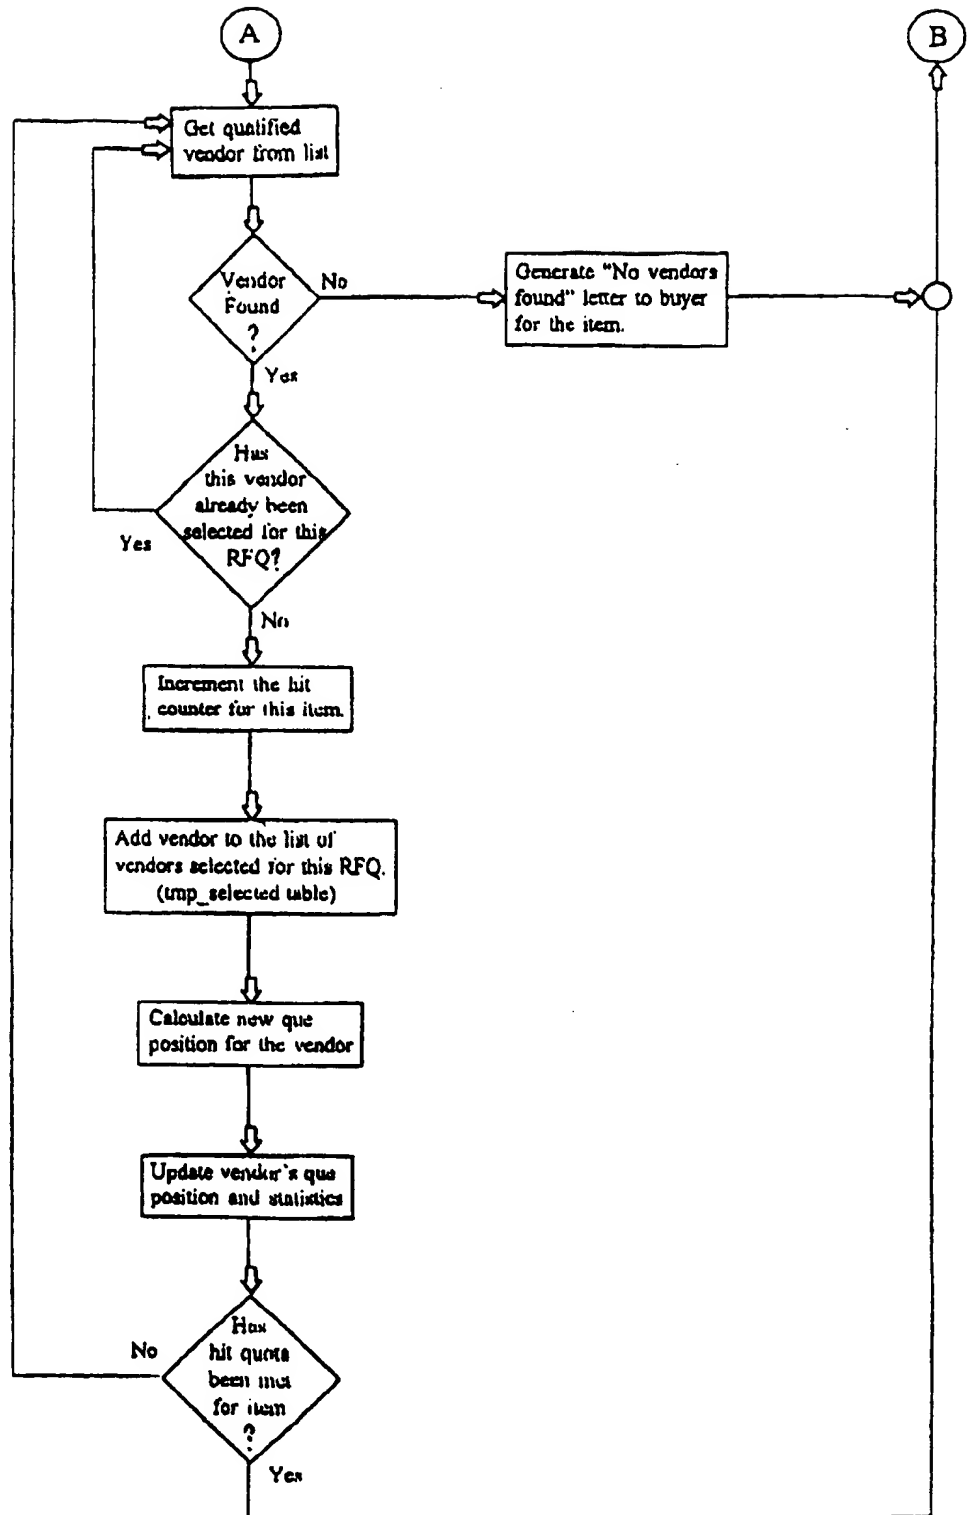 A
B
Get qualified
vendor from list
Vendor
Found
?
No
Generate "No vendors
found" letter to buyer
for the item.
Yes
Has
this vendor
already been
selected for this
RFQ?
Yes
No
Increment the hit
counter for this item.
Add vendor to the list of
vendors selected for this RFQ.
(tmp_selected table)
Calculate new que
position for the vendor
Update vendor's que
position and statistics
Has
hit quota
been met
for item
?
No
Yes